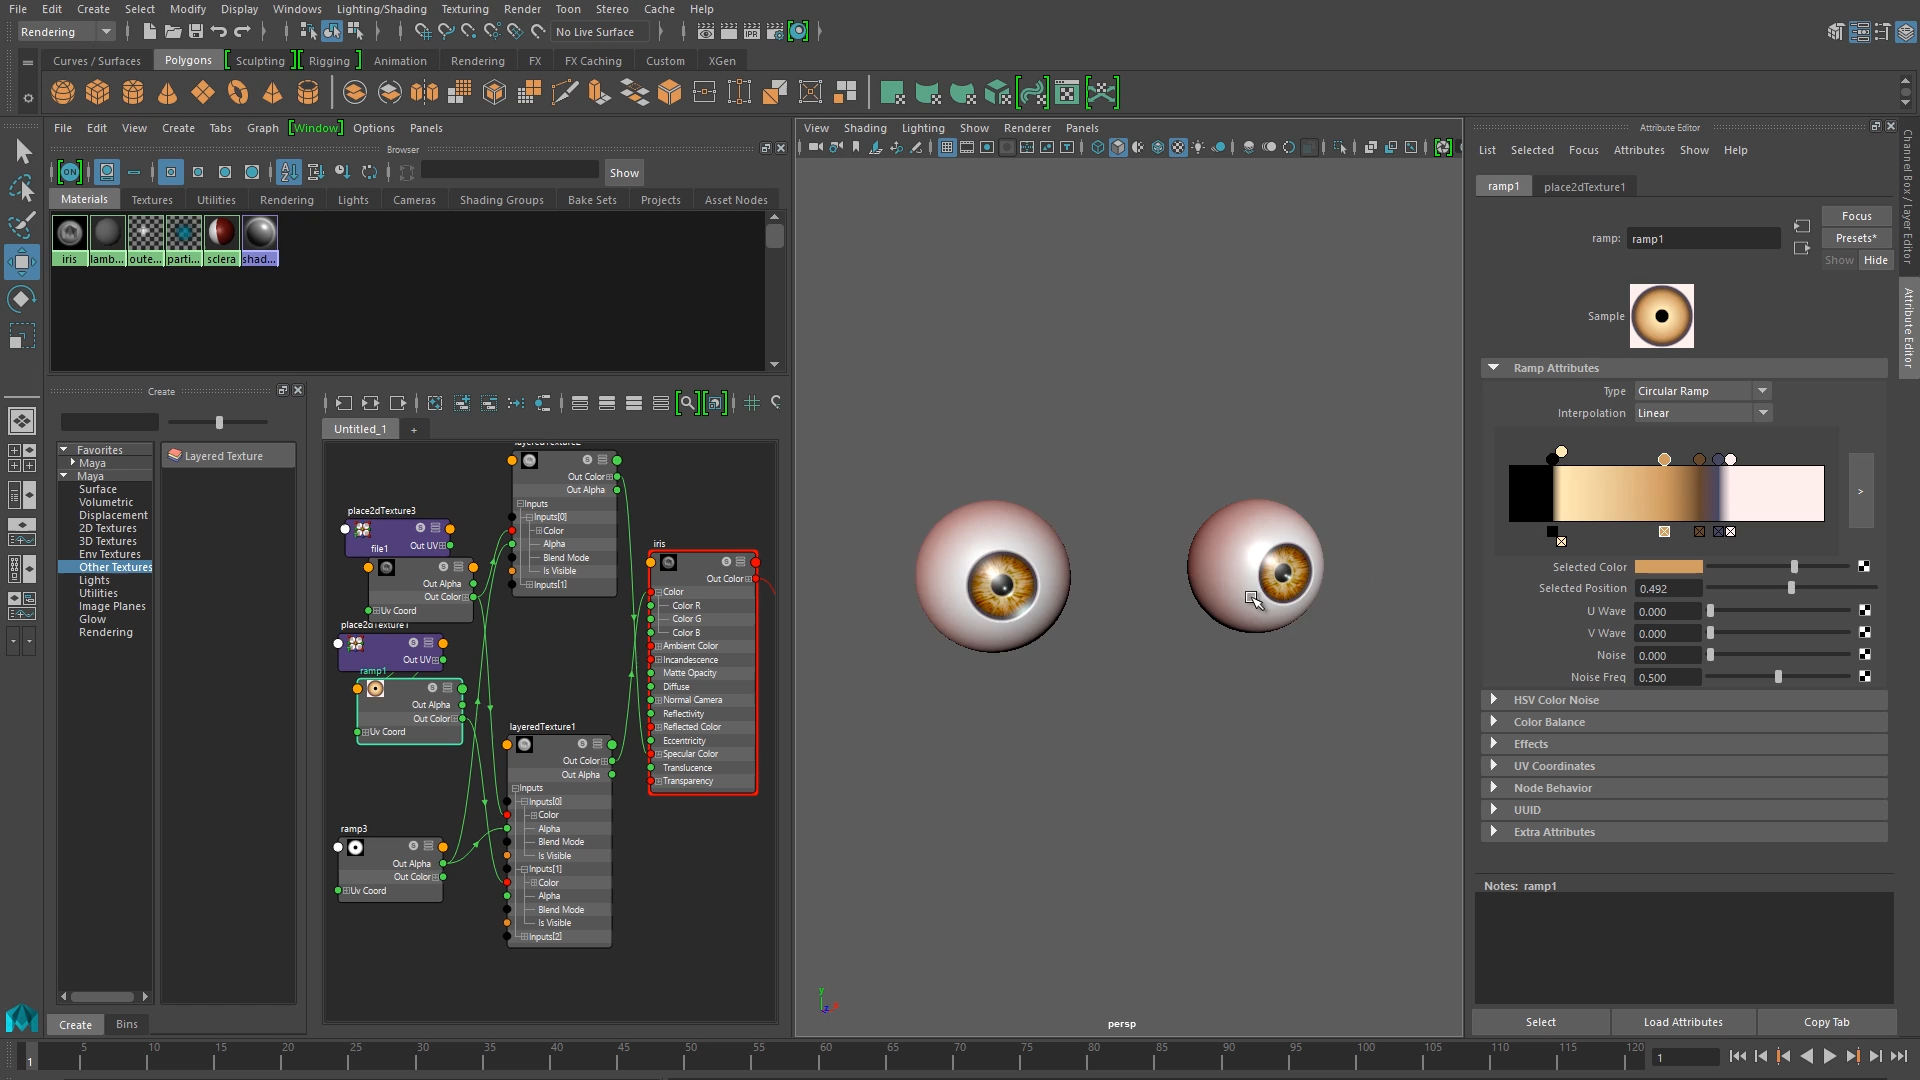 File Edit Create Select Modify Display Windows Lighting/Shading Texturing Render Toon Stereo Cache Help
Rendering No Live Surface
Curves / Surfaces Polygons Sculpting Rigging Animation Rendering FX FX Caching Custom XGen
File Edit View Create Tabs Graph Window Options Panels
Browser
ON Show
Materials Textures Utilities Rendering Lights Cameras Shading Groups Bake Sets Projects Asset Nodes
iris lamb... oute... parti... sclera shad...
Create
Favorites
Maya
Maya
Surface
Volumetric
Displacement
2D Textures
3D Textures
Env Textures
Other Textures
Lights
Utilities
Image Planes
Glow
Rendering
Layered Texture
Create Bins
Untitled_1 +
layeredTexture2
Out Color
Out Alpha
Inputs
Inputs[0]
Color
Alpha
Blend Mode
Is Visible
Inputs[1]
place2dTexture3
Out UV
file1
Out Alpha
Out Color
Uv Coord
place2dTexture1
Out UV
ramp1
Out Alpha
Out Color
Uv Coord
ramp3
Out Alpha
Out Color
Uv Coord
layeredTexture1
Out Color
Out Alpha
Inputs
Inputs[0]
Color
Alpha
Blend Mode
Is Visible
Inputs[1]
Color
Alpha
Blend Mode
Is Visible
Inputs[2]
iris
Out Color
Color
Color R
Color G
Color B
Ambient Color
Incandescence
Matte Opacity
Diffuse
Normal Camera
Reflectivity
Reflected Color
Eccentricity
Specular Color
Translucence
Transparency
View Shading Lighting Show Renderer Panels
persp
Attribute Editor
List Selected Focus Attributes Show Help
ramp1 place2dTexture1
ramp: ramp1
Focus
Presets*
Show Hide
Sample
Ramp Attributes
Type Circular Ramp
Interpolation Linear
>
Selected Color
Selected Position 0.492
U Wave 0.000
V Wave 0.000
Noise 0.000
Noise Freq 0.500
HSV Color Noise
Color Balance
Effects
UV Coordinates
Node Behavior
UUID
Extra Attributes
Notes: ramp1
Select Load Attributes Copy Tab
Channel Box / Layer Editor
Attribute Editor
1 5 10 15 20 25 30 35 40 45 50 55 60 65 70 75 80 85 90 95 100 105 110 115 120 1